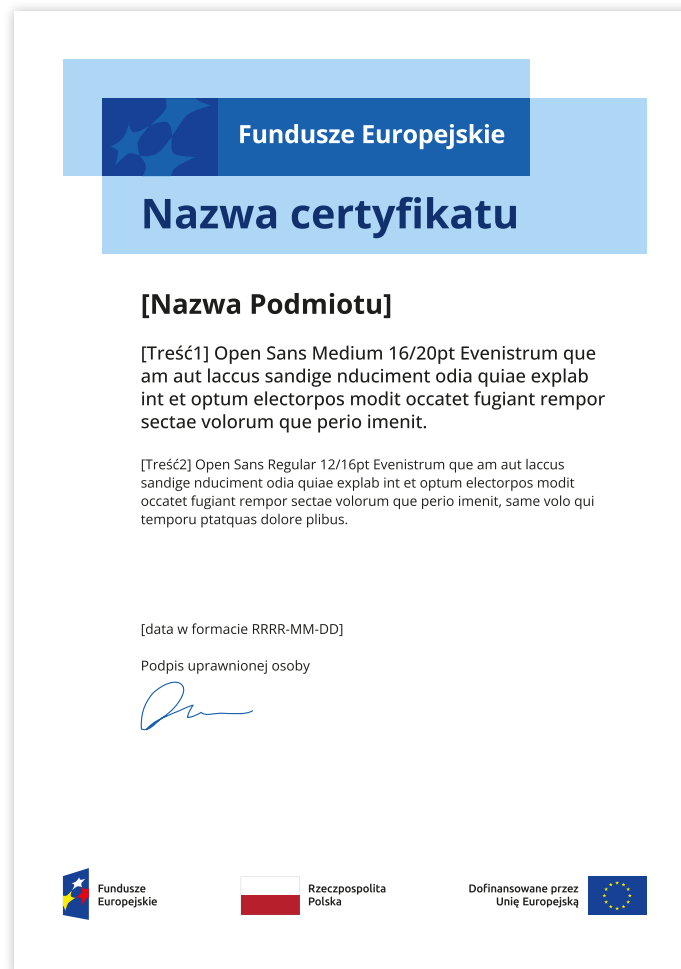 Fundusze Europejskie
Nazwa certyfikatu
[Nazwa Podmiotu]
[Treść1] Open Sans Medium 16/20pt Evenistrum que
am aut laccus sandige nduciment odia quiae explab
int et optum electorpos modit occatet fugiant rempor
sectae volorum que perio imenit.
[Treść2] Open Sans Regular 12/16pt Evenistrum que am aut laccus
sandige nduciment odia quiae explab int et optum electorpos modit
occatet fugiant rempor sectae volorum que perio imenit, same volo qui
temporu ptatquas dolore plibus.
[data w formacie RRRR-MM-DD]
Podpis uprawnionej osoby
Fundusze
Europejskie
Rzeczpospolita
Polska
Dofinansowane przez
Unię Europejską